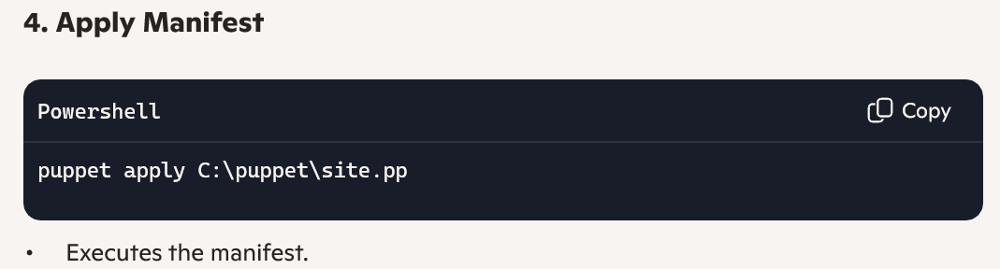 4. Apply Manifest
Powershell
Copy
puppet apply C:\puppet\site.pp
• Executes the manifest.